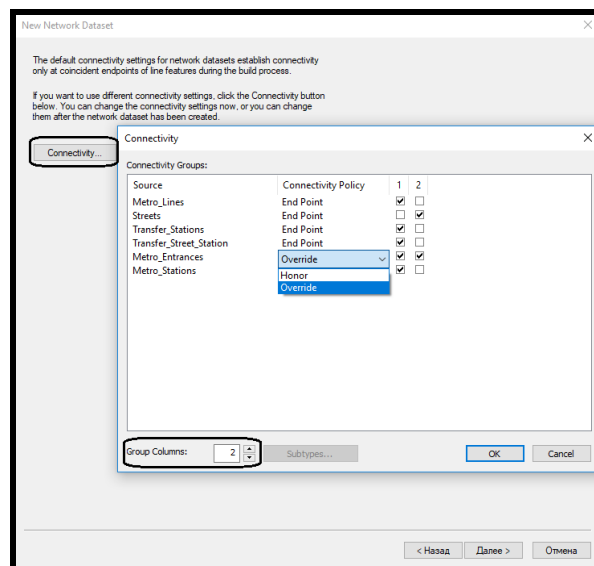 New Network Dataset
The default connectivity settings for network datasets establish connectivity
only at coincident endpoints of line features during the build process.
If you want to use different connectivity settings, click the Connectivity button
below. You can change the connectivity settings now, or you can change
them after the network dataset has been created.
Connectivity...
Connectivity
Connectivity Groups:
Source Connectivity Policy 1 2
Metro_Lines End Point
Streets End Point
Transfer_Stations End Point
Transfer_Street_Station End Point
Metro_Entrances Override
Metro_Stations
Honor
Override
Group Columns: 2 Subtypes... OK Cancel
< Назад Далее > Отмена